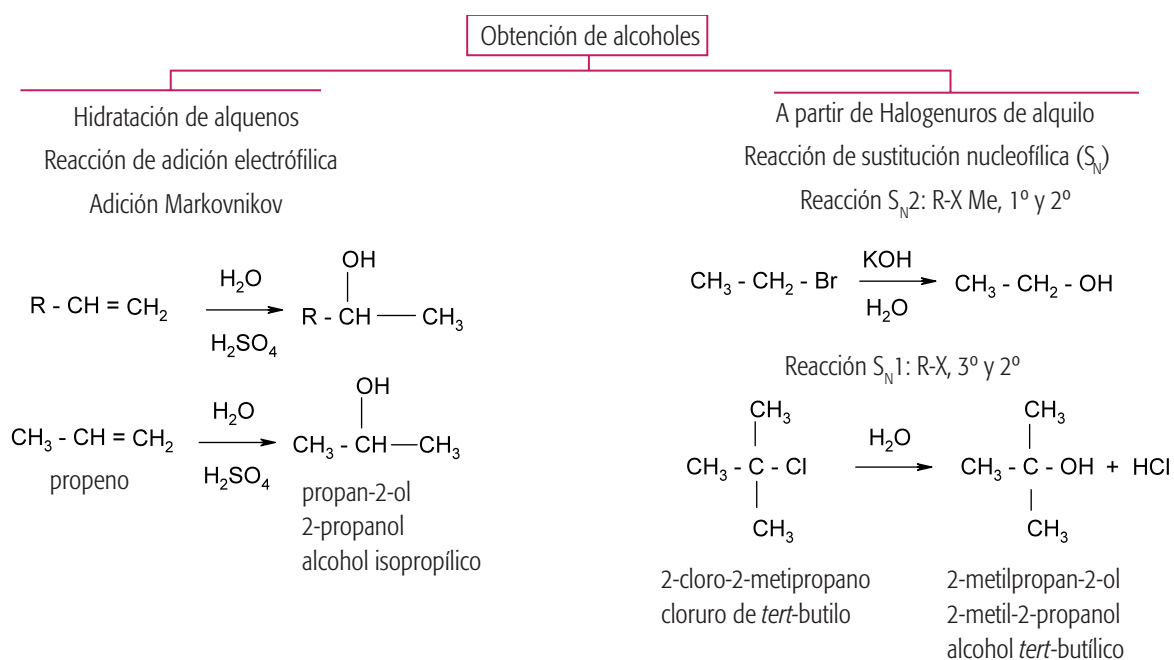 Obtención de alcoholes
Hidratación de alquenos
Reacción de adición electrófilica
Adición Markovnikov
R - CH = CH₂
H₂O
H₂SO₄
OH
R - CH — CH₃
CH₃ - CH = CH₂
propeno
H₂O
H₂SO₄
OH
CH₃ - CH — CH₃
propan-2-ol
2-propanol
alcohol isopropílico
A partir de Halogenuros de alquilo
Reacción de sustitución nucleofílica (S_N)
Reacción S_N2: R-X Me, 1º y 2º
CH₃ - CH₂ - Br
KOH
H₂O
CH₃ - CH₂ - OH
Reacción S_N1: R-X, 3º y 2º
CH₃
CH₃ - C - Cl
CH₃
H₂O
CH₃
CH₃ - C - OH + HCl
CH₃
2-cloro-2-metipropano
cloruro de tert-butilo
2-metilpropan-2-ol
2-metil-2-propanol
alcohol tert-butílico